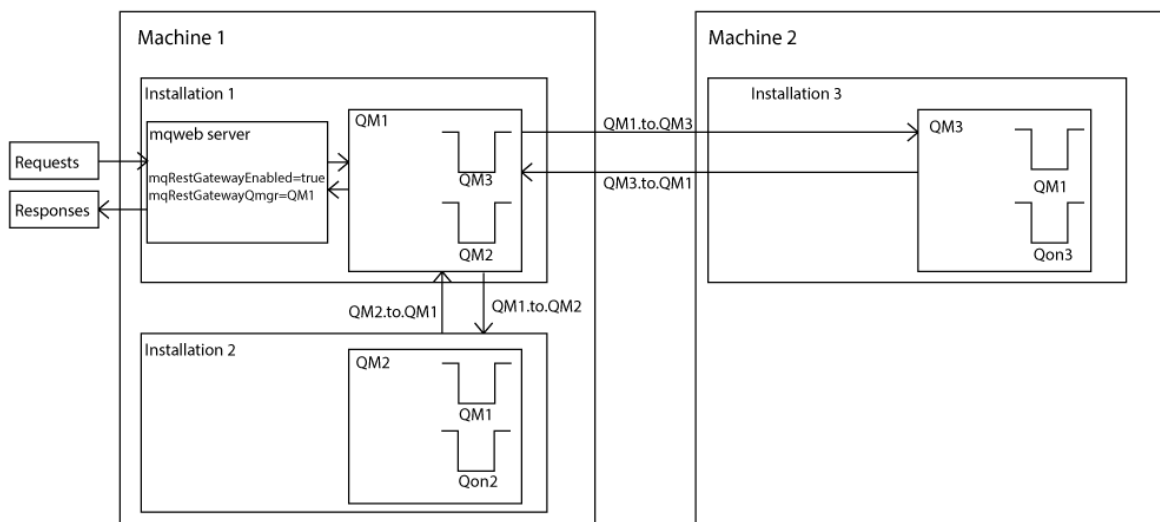 Machine 1
Installation 1
mqweb server
mqRestGatewayEnabled=true
mqRestGatewayQmgr=QM1
Requests
Responses
QM1
QM3
QM2
QM1.to.QM3
QM3.to.QM1
QM2.to.QM1
QM1.to.QM2
Installation 2
QM2
QM1
Qon2
Machine 2
Installation 3
QM3
QM1
Qon3